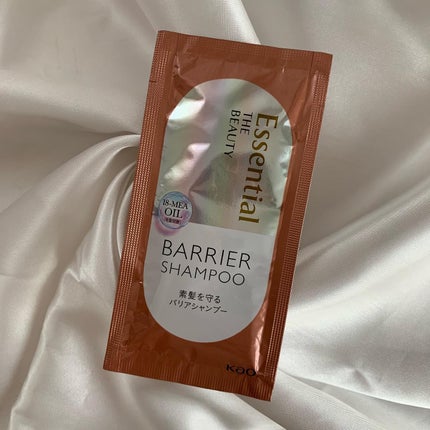 Essential
THE
BEAUTY
18-MEA
OIL
BARRIER
SHAMPOO
素髪を守る
バリアシャンプー
Kao